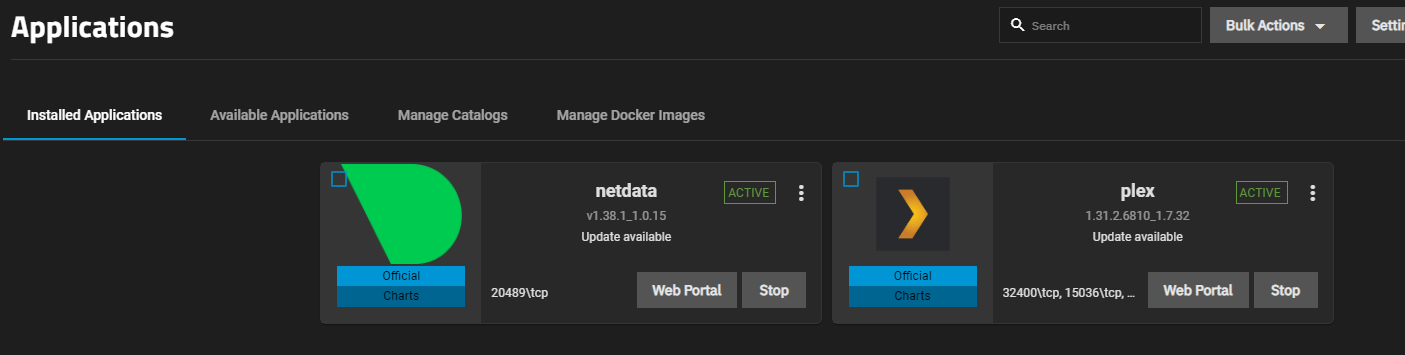 Applications
Search
Bulk Actions
Installed Applications
Available Applications
Manage Catalogs
Manage Docker Images
netdata
ACTIVE
v1.38.1_1.0.15
Update available
Official
Charts
20489\tcp
Web Portal
Stop
plex
ACTIVE
1.31.2.6810_1.7.32
Update available
Official
Charts
32400\tcp, 15036\tcp, ...
Web Portal
Stop